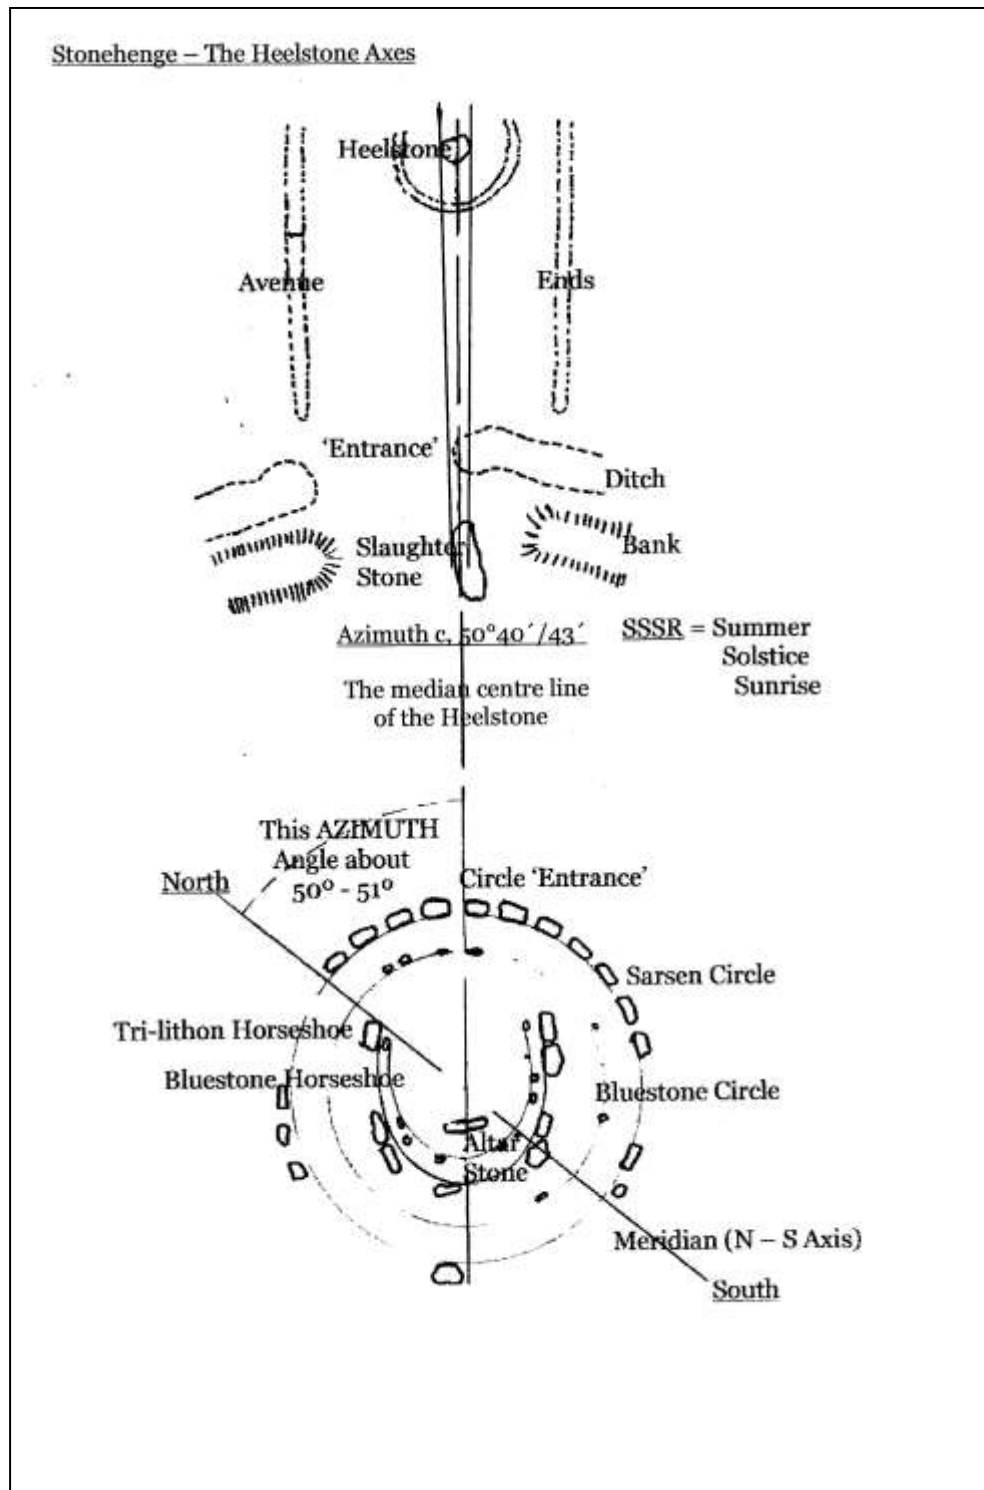 Stonehenge – The Heelstone Axes
Heelstone
Avenue
Ends
‘Entrance’
Ditch
Slaughter
Stone
Bank
Azimuth c, 50°40´/43´
SSSR = Summer
Solstice
Sunrise
The median centre line
of the Heelstone
This AZIMUTH
Angle about
50° - 51°
North
Circle ‘Entrance’
Sarsen Circle
Tri-lithon Horseshoe
Bluestone Horseshoe
Bluestone Circle
Altar
Stone
Meridian (N – S Axis)
South